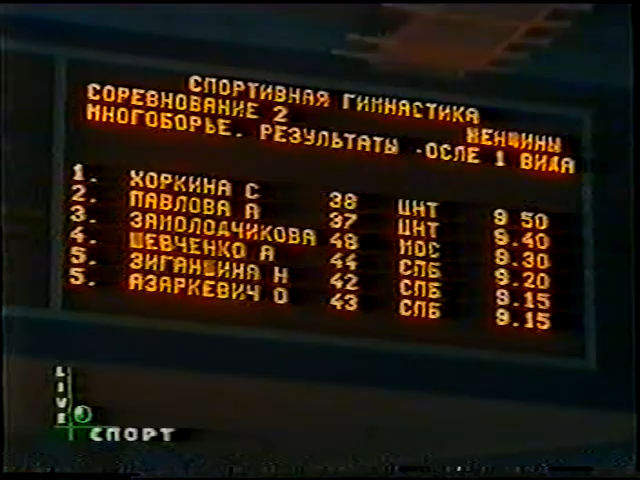 СПОРТИВНАЯ ГИМНАСТИКА
СОРЕВНОВАНИЕ 2 ЖЕНЩИНЫ
МНОГОБОРЬЕ. РЕЗУЛЬТАТЫ ОСЛЕ 1 ВИДА
1. ХОРКИНА С 38 ЦНТ 9.50
2. ПАВЛОВА А 37 ЦНТ 9.40
3. ЗАМОЛОДЧИКОВА 48 МОС 9.30
4. ШЕВЧЕНКО А 44 СПБ 9.20
5. ЗИГАНШИНА Н 42 СПБ 9.15
5. АЗАРКЕВИЧ О 43 СПБ 9.15
LIVE
СПОРТ